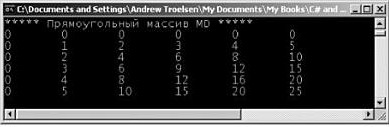 C:\Documents and Settings\Andrew Troelsen\My Documents\My Books\C# and ...
***** Прямоугольный массив MD *****
0 0 0 0 0 0
0 1 2 3 4 5
0 2 4 6 8 10
0 3 6 9 12 15
0 4 8 12 16 20
0 5 10 15 20 25